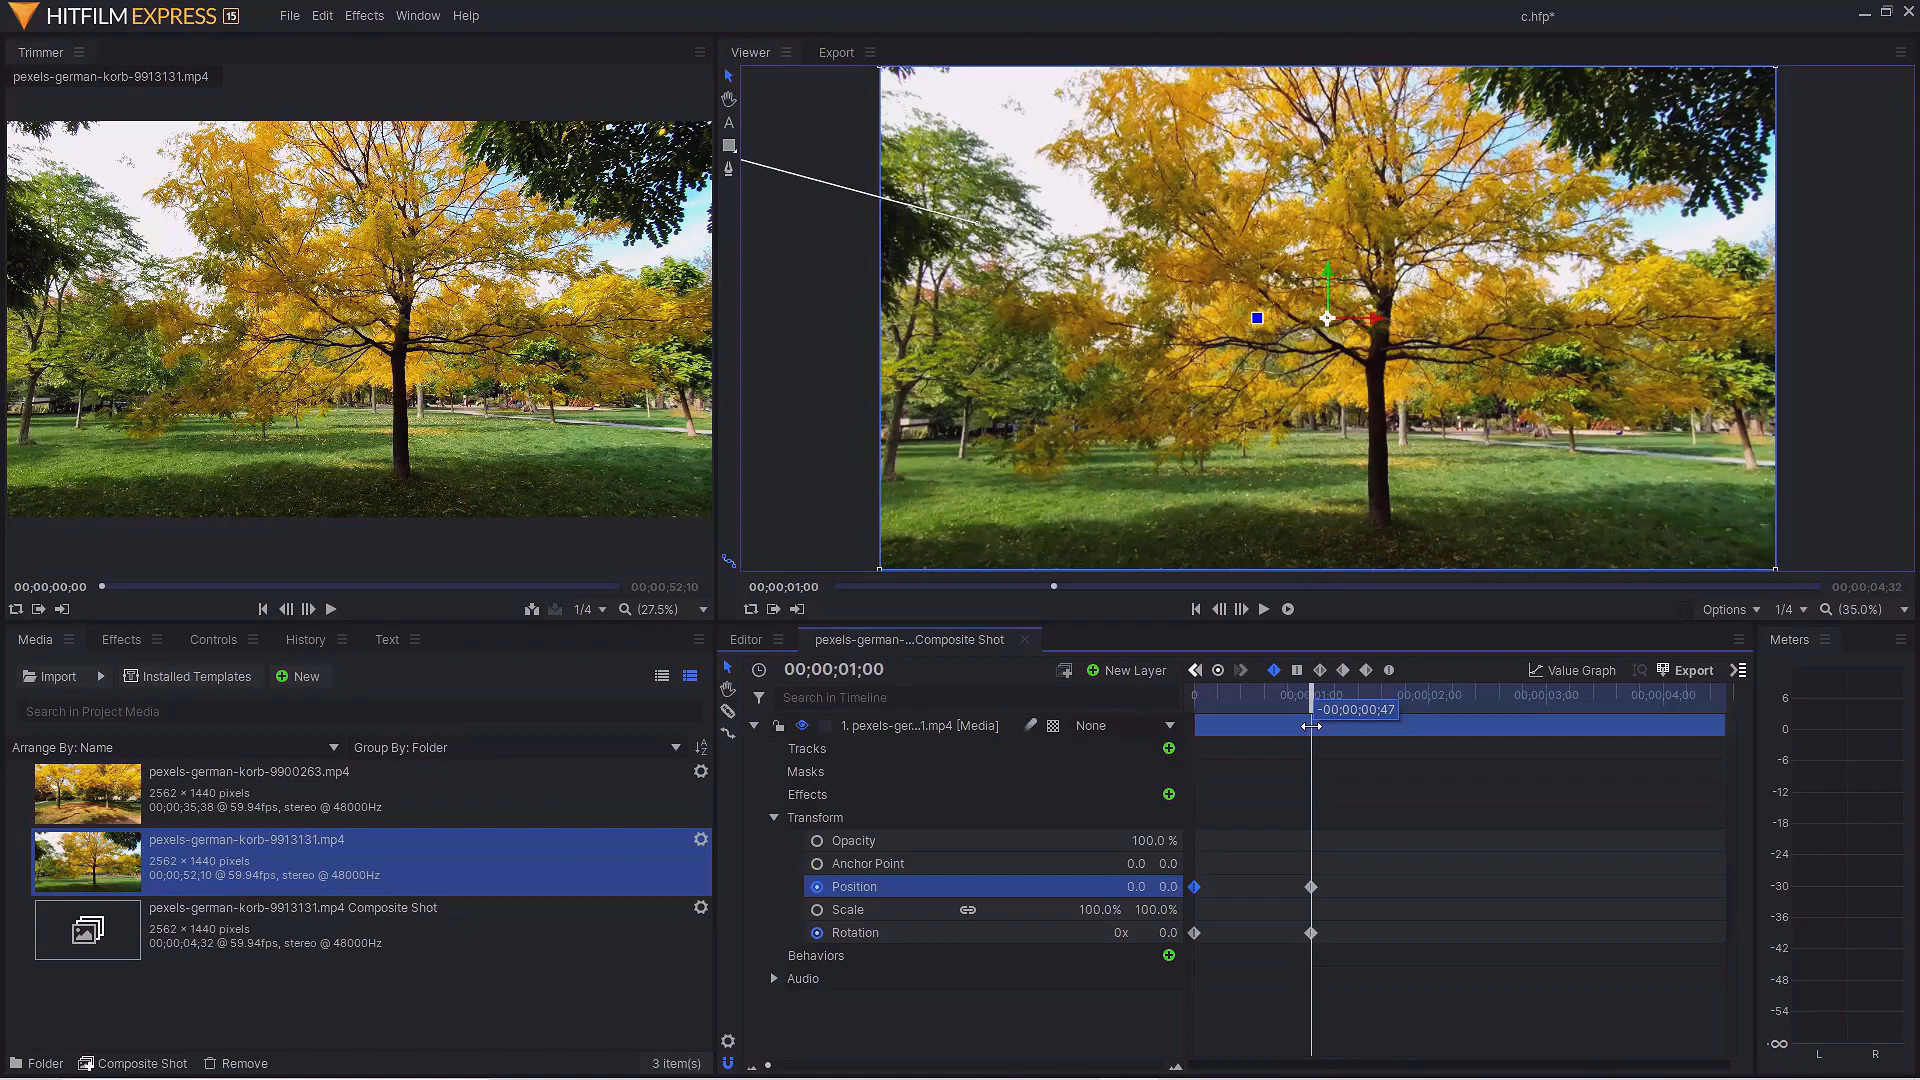 HITFILM EXPRESS 15
File Edit Effects Window Help
c.hfp*
Trimmer
pexels-german-korb-9913131.mp4
00;00;00;00
00;00;52;10
1/4
(27.5%)
Viewer
Export
A
00;00;01;00
00;00;04;32
Options
1/4
(35.0%)
Media
Effects
Controls
History
Text
Import
Installed Templates
New
Search in Project Media
Arrange By: Name
Group By: Folder
pexels-german-korb-9900263.mp4
2562 × 1440 pixels
00;00;35;38 @ 59.94fps, stereo @ 48000Hz
pexels-german-korb-9913131.mp4
2562 × 1440 pixels
00;00;52;10 @ 59.94fps, stereo @ 48000Hz
pexels-german-korb-9913131.mp4 Composite Shot
2562 × 1440 pixels
00;00;04;32 @ 59.94fps, stereo @ 48000Hz
Folder
Composite Shot
Remove
3 item(s)
Editor
pexels-german-...Composite Shot
00;00;01;00
New Layer
Value Graph
Export
Search in Timeline
0
00;00;01;00
00;00;02;00
00;00;03;00
00;00;04;00
-00;00;00;47
1. pexels-ger...1.mp4 [Media]
None
Tracks
Masks
Effects
Transform
Opacity 100.0 %
Anchor Point 0.0 0.0
Position 0.0 0.0
Scale 100.0% 100.0%
Rotation 0x 0.0
Behaviors
Audio
Meters
6
0
-6
-12
-18
-24
-30
-36
-42
-48
-54
-∞
L R